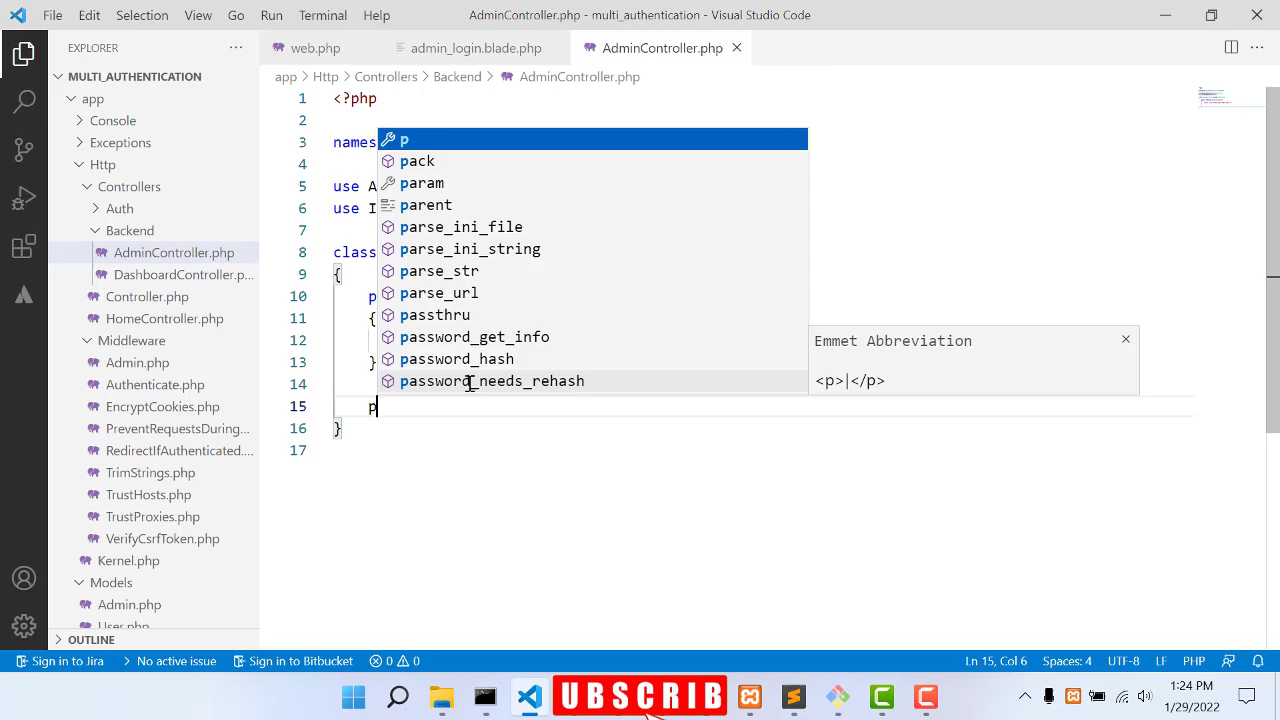 File Edit Selection View Go Run Terminal Help
AdminController.php - multi_authentication - Visual Studio Code
EXPLORER
web.php
admin_login.blade.php
AdminController.php
MULTI_AUTHENTICATION
app
Console
Exceptions
Http
Controllers
Auth
Backend
AdminController.php
DashboardController.p...
Controller.php
HomeController.php
Middleware
Admin.php
Authenticate.php
EncryptCookies.php
PreventRequestsDuring...
RedirectIfAuthenticated....
TrimStrings.php
TrustHosts.php
TrustProxies.php
VerifyCsrfToken.php
Kernel.php
Models
Admin.php
User.php
OUTLINE
app > Http > Controllers > Backend > AdminController.php
1 <?php
2
3 names
4
5 use A
6 use I
7
8 class
9 {
10 p
11 {
12
13 }
14
15 p
16 }
17
p
pack
param
parent
parse_ini_file
parse_ini_string
parse_str
parse_url
passthru
password_get_info
password_hash
password_needs_rehash
Emmet Abbreviation
<p>|</p>
Sign in to Jira
No active issue
Sign in to Bitbucket
0 0
Ln 15, Col 6
Spaces: 4
UTF-8
LF
PHP
UBSCRIB
1:24 PM
1/29/2022